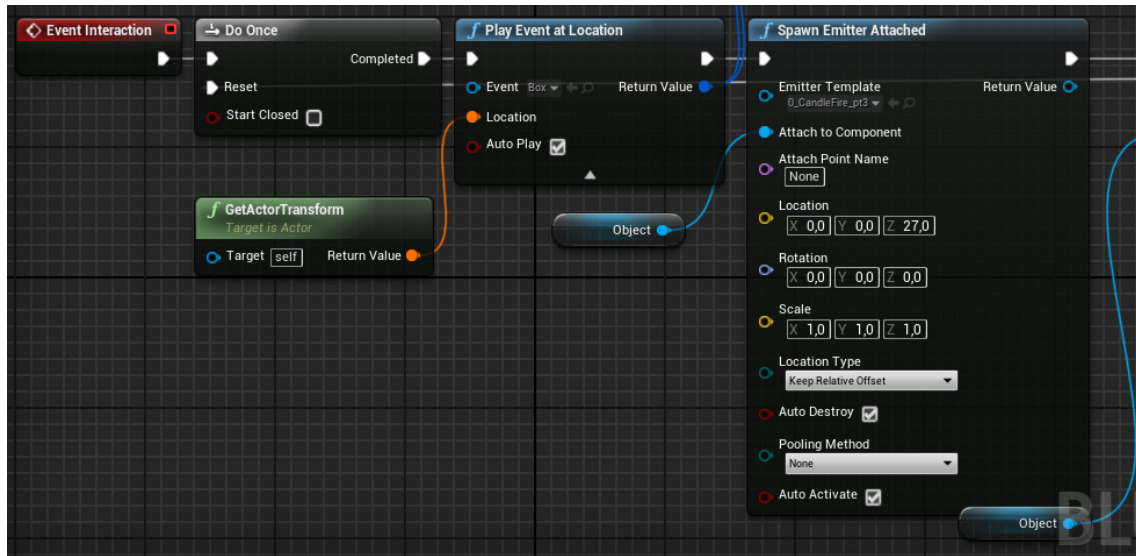 Event Interaction
Do Once
Completed
Reset
Start Closed
GetActorTransform
Target is Actor
Target self Return Value
Play Event at Location
Event Box Return Value
Location
Auto Play
Object
Spawn Emitter Attached
Emitter Template Return Value
0_CandleFire_pt3
Attach to Component
Attach Point Name
None
Location
X 0,0 Y 0,0 Z 27,0
Rotation
X 0,0 Y 0,0 Z 0,0
Scale
X 1,0 Y 1,0 Z 1,0
Location Type
Keep Relative Offset
Auto Destroy
Pooling Method
None
Auto Activate
Object
BL